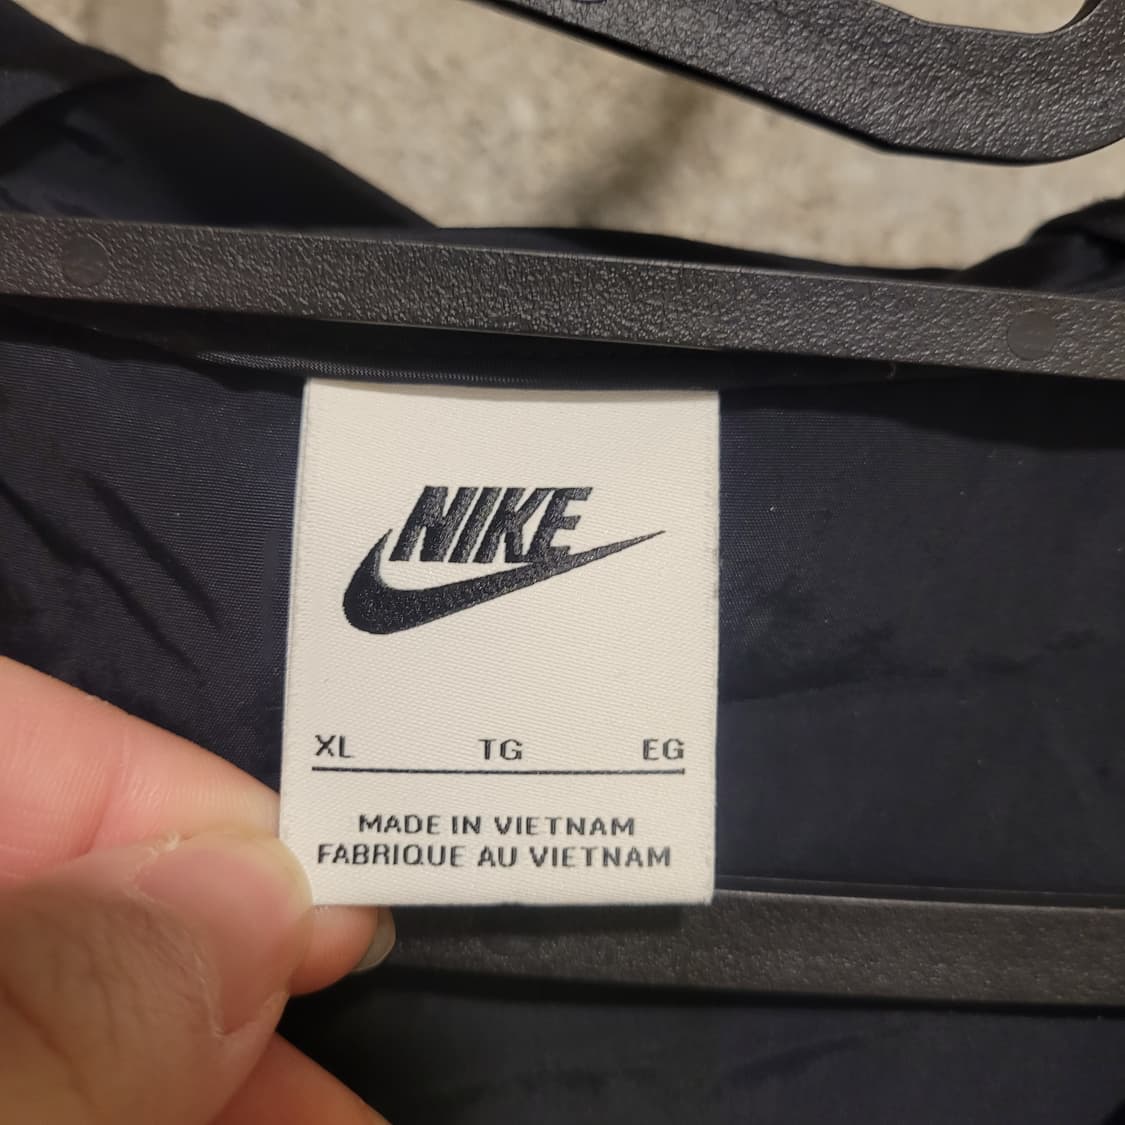 NIKE
XL TG EG
MADE IN VIETNAM
FABRIQUE AU VIETNAM